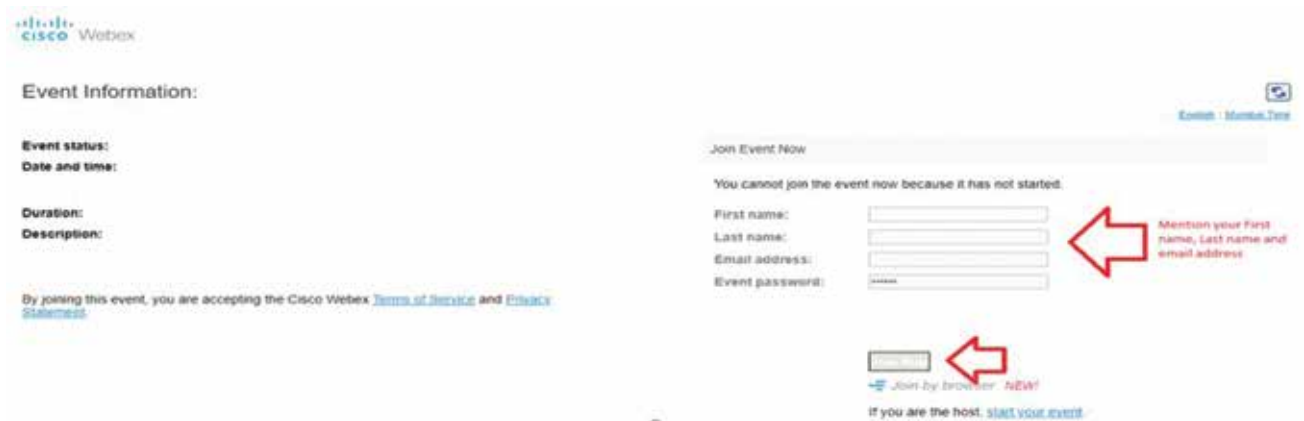 CISCO Webex
Event Information:
English : Mumbai Time
Event status:
Date and time:
Duration:
Description:
By joining this event, you are accepting the Cisco Webex Terms of Service and Privacy
Statement.
Join Event Now
You cannot join the event now because it has not started.
First name:
Last name:
Email address:
Event password:
Mention your First
name, Last name and
email address
Join by browser NEW!
If you are the host, start your event.